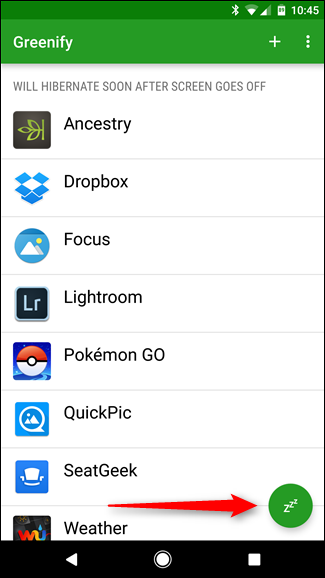 10:45
Greenify
WILL HIBERNATE SOON AFTER SCREEN GOES OFF
Ancestry
Dropbox
Focus
Lr
Lightroom
Pokémon GO
QuickPic
SeatGeek
zzz
Weather